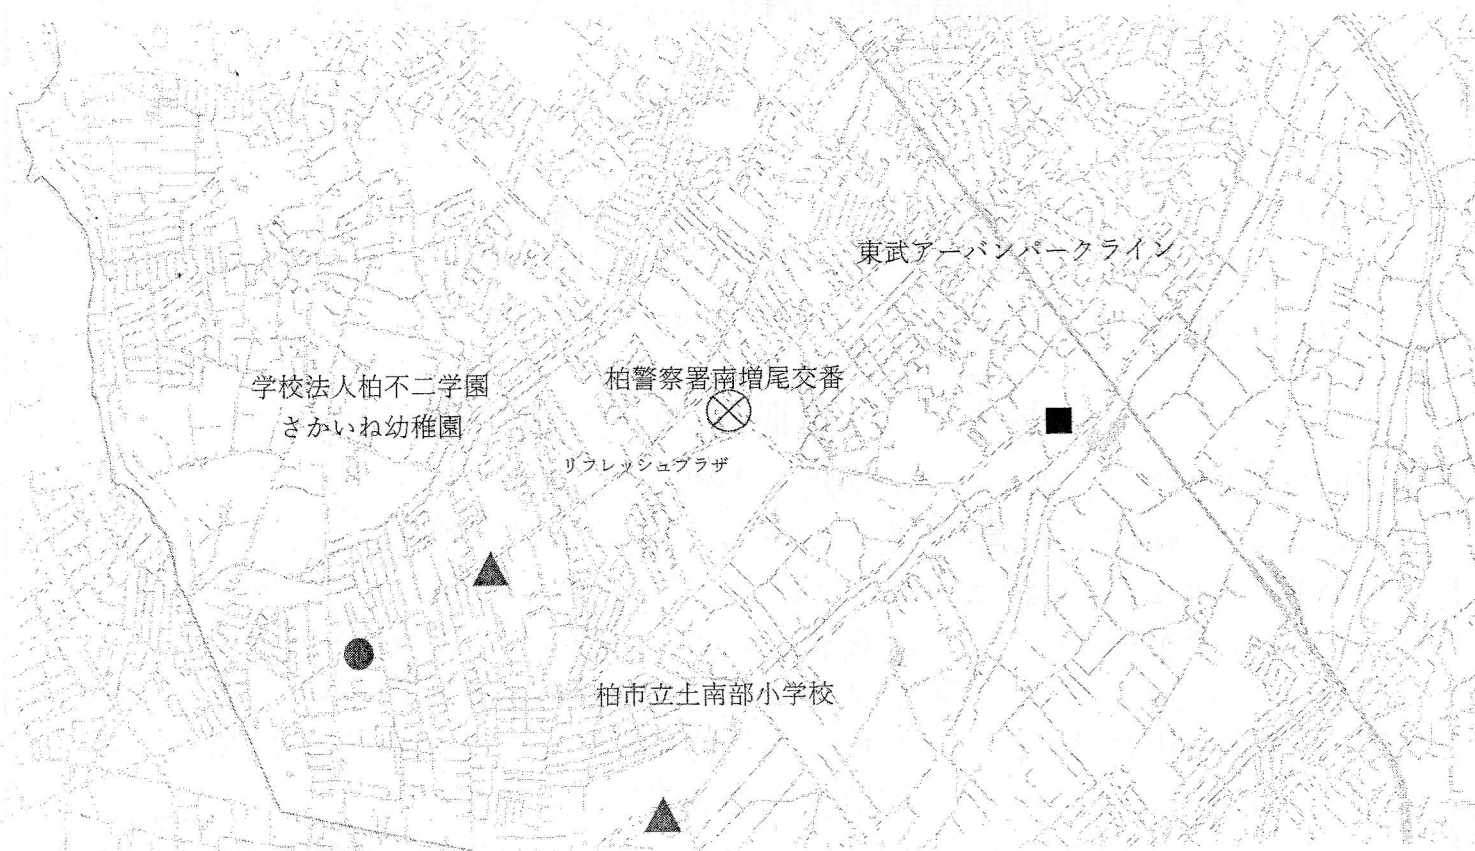 東武アーバンパークライン
柏警察署南増尾交番
学校法人柏不二学園
さかいね幼稚園
リフレッシュプラザ
柏市立土南部小学校